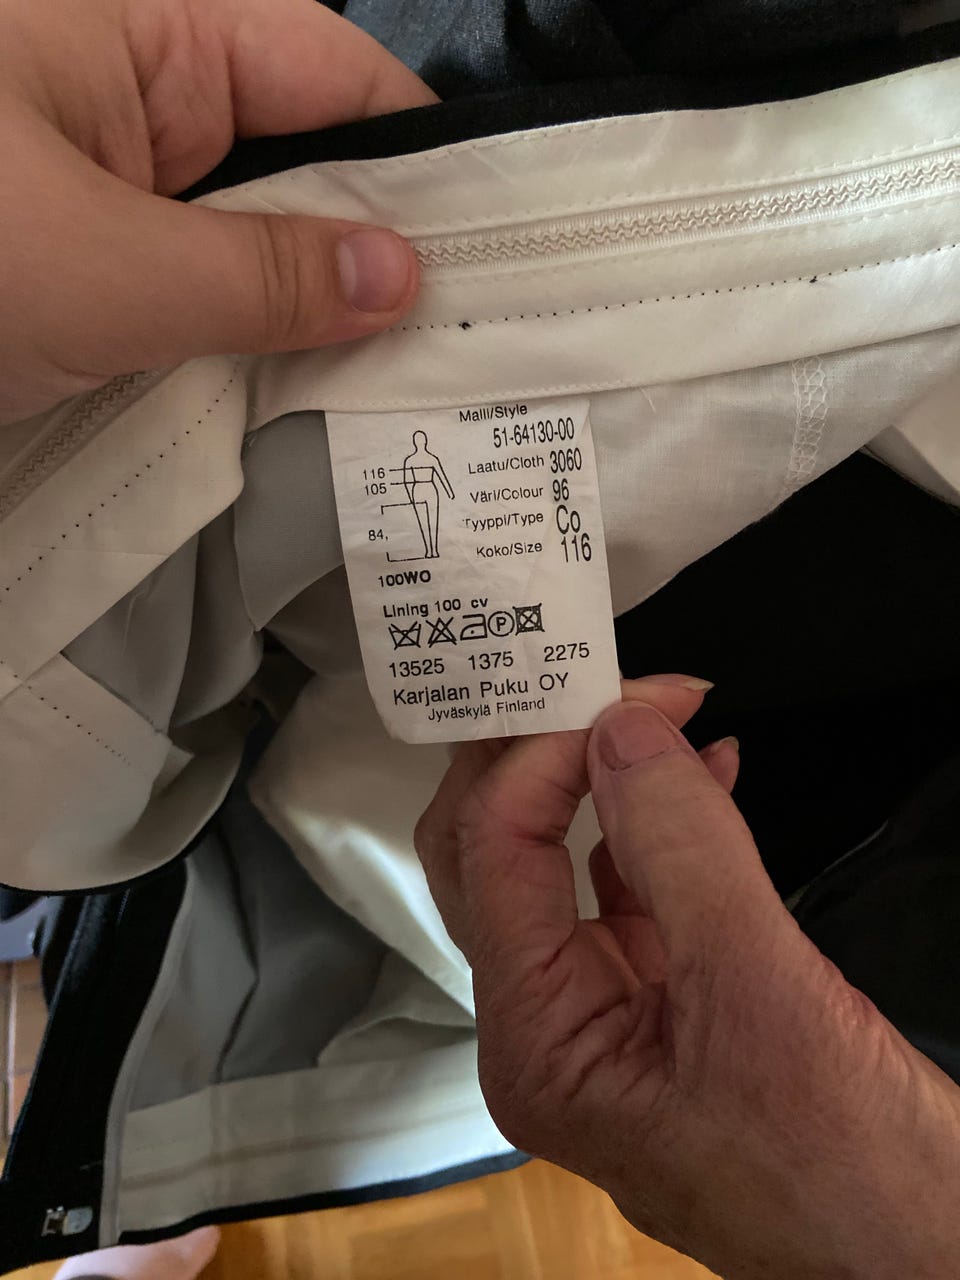 Malli/Style
51-64130-00
116 Laatu/Cloth 3060
105 Väri/Colour 96
84, Tyyppi/Type Co
Koko/Size 116
100WO
Lining 100 cv
P
13525 1375 2275
Karjalan Puku OY
Jyväskylä Finland